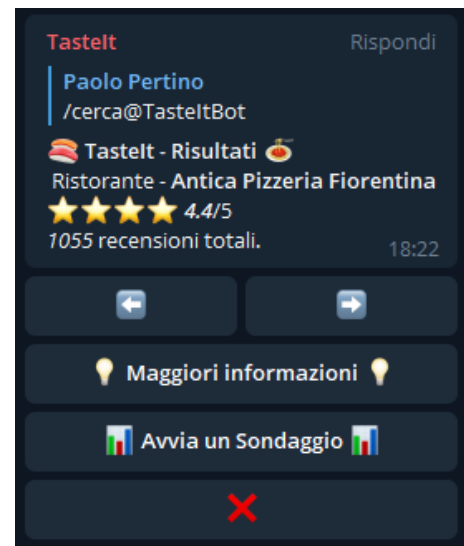 TasteIt Rispondi
Paolo Pertino
/cerca@TasteItBot
🍣 TasteIt - Risultati 🍝
Ristorante - Antica Pizzeria Fiorentina
⭐⭐⭐⭐ 4.4/5
1055 recensioni totali. 18:22
⬅️ ➡️
💡 Maggiori informazioni 💡
📊 Avvia un Sondaggio 📊
❌